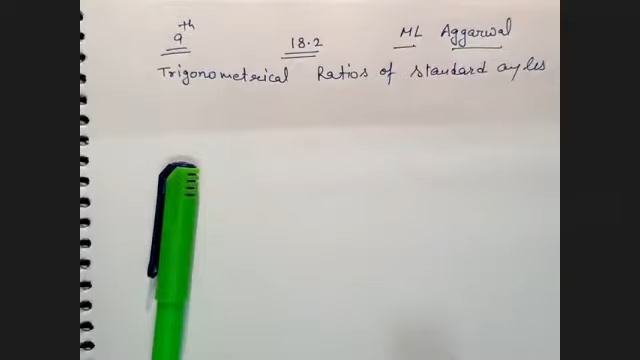 9th 18.2 ML Aggarwal
Trigonometrical Ratios of standard angles